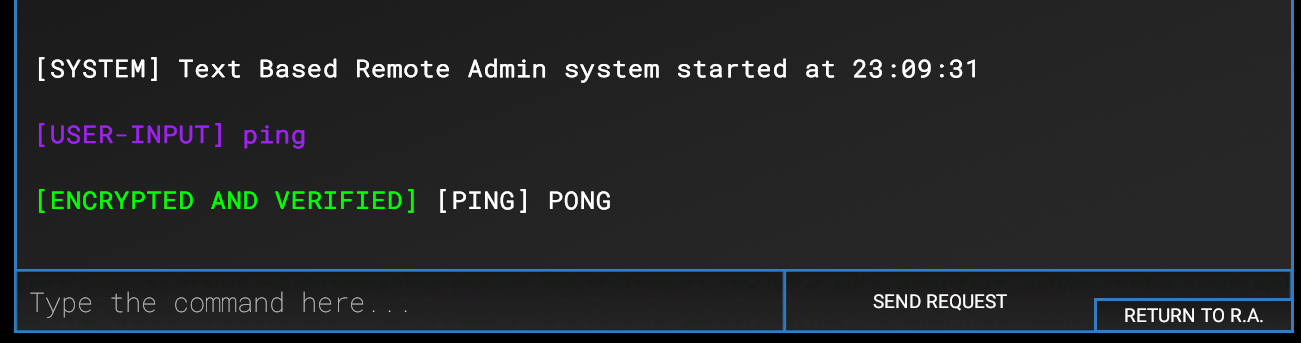 [SYSTEM] Text Based Remote Admin system started at 23:09:31
[USER-INPUT] ping
[ENCRYPTED AND VERIFIED] [PING] PONG
Type the command here...
SEND REQUEST
RETURN TO R.A.